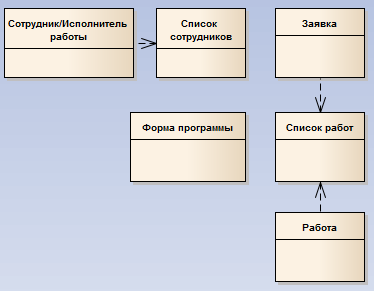 Сотрудник/Исполнитель
работы
Список
сотрудников
Заявка
Форма программы
Список работ
Работа